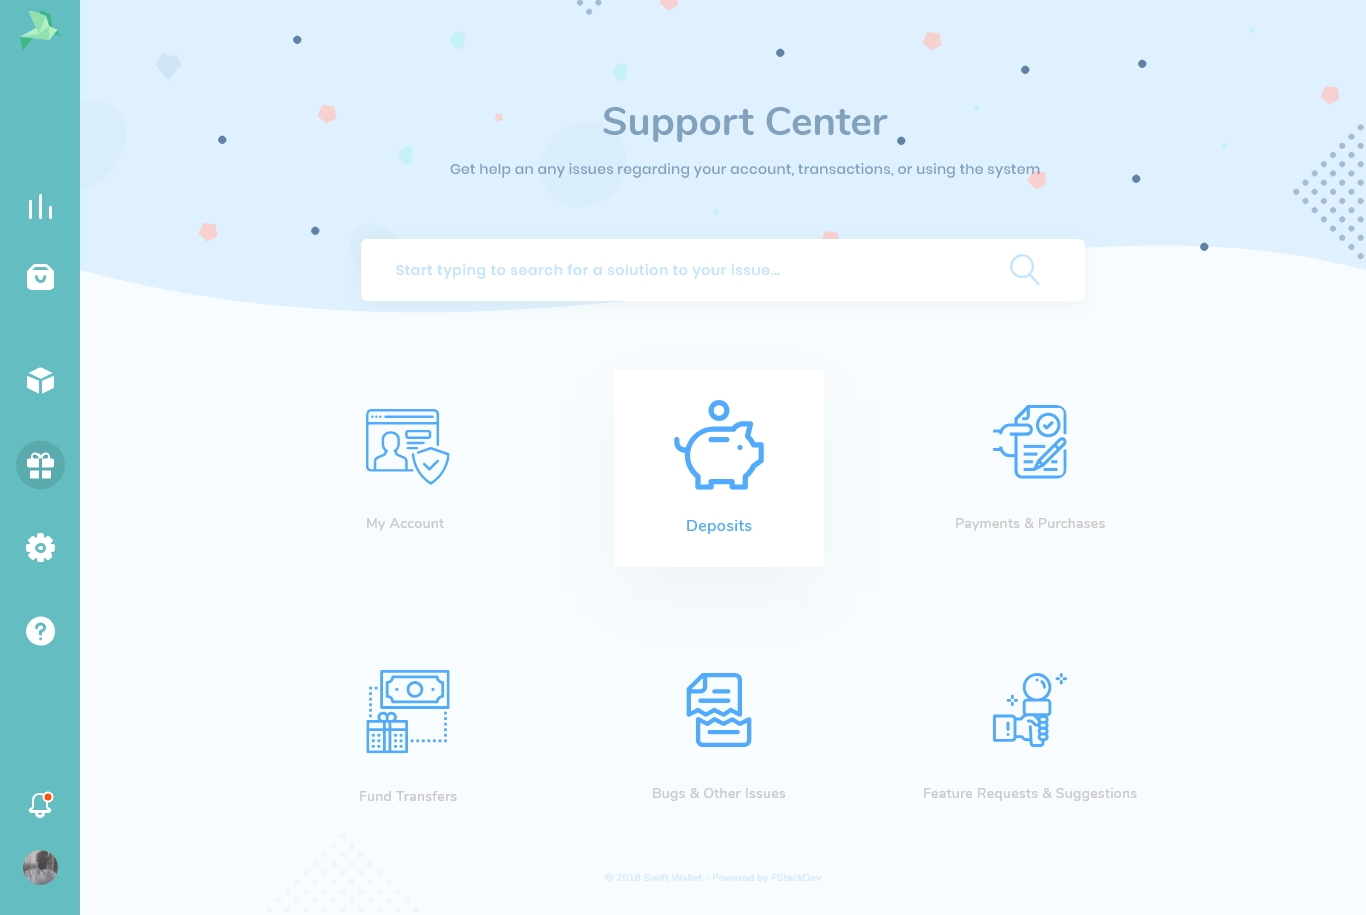 Support Center
Get help an any issues regarding your account, transactions, or using the system
Start typing to search for a solution to your issue...
My Account
Deposits
Payments & Purchases
Fund Transfers
Bugs & Other Issues
Feature Requests & Suggestions
© 2018 Swift Wallet - Powered by FStackDev